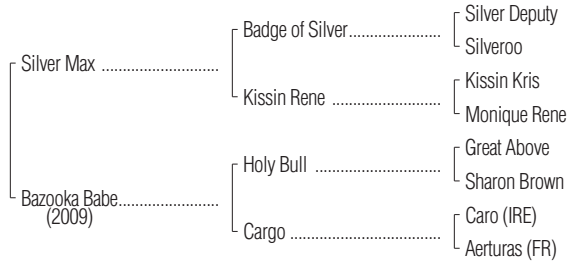 Silver Deputy
Badge of Silver
Silveroo
Silver Max
Kissin Kris
Kissin Rene
Monique Rene
Great Above
Holy Bull
Sharon Brown
Bazooka Babe
(2009)
Caro (IRE)
Cargo
Aerturas (FR)